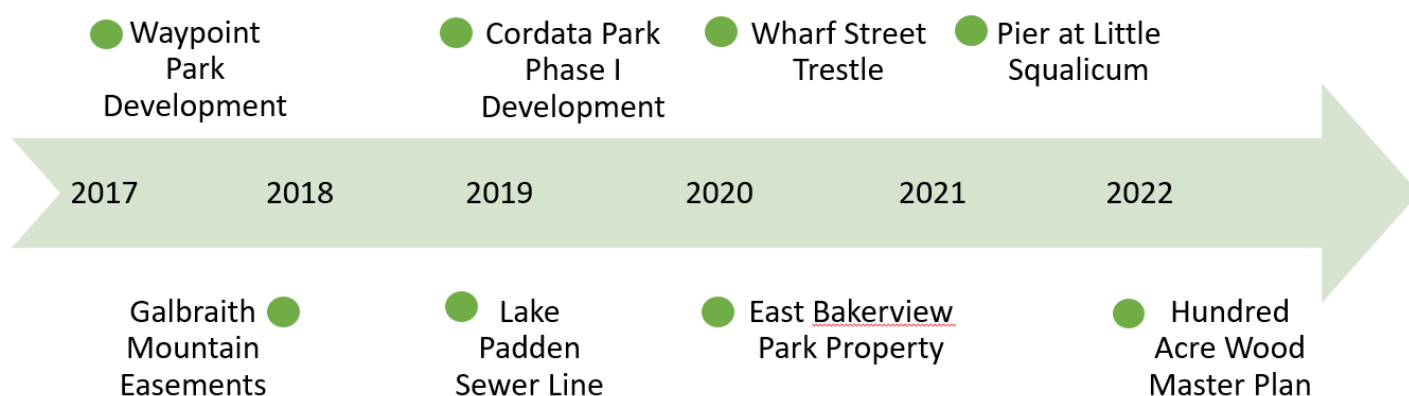 Waypoint
Park
Development
Cordata Park
Phase I
Development
Wharf Street
Trestle
Pier at Little
Squalicum
2017
2018
2019
2020
2021
2022
Galbraith
Mountain
Easements
Lake
Padden
Sewer Line
East Bakerview
Park Property
Hundred
Acre Wood
Master Plan